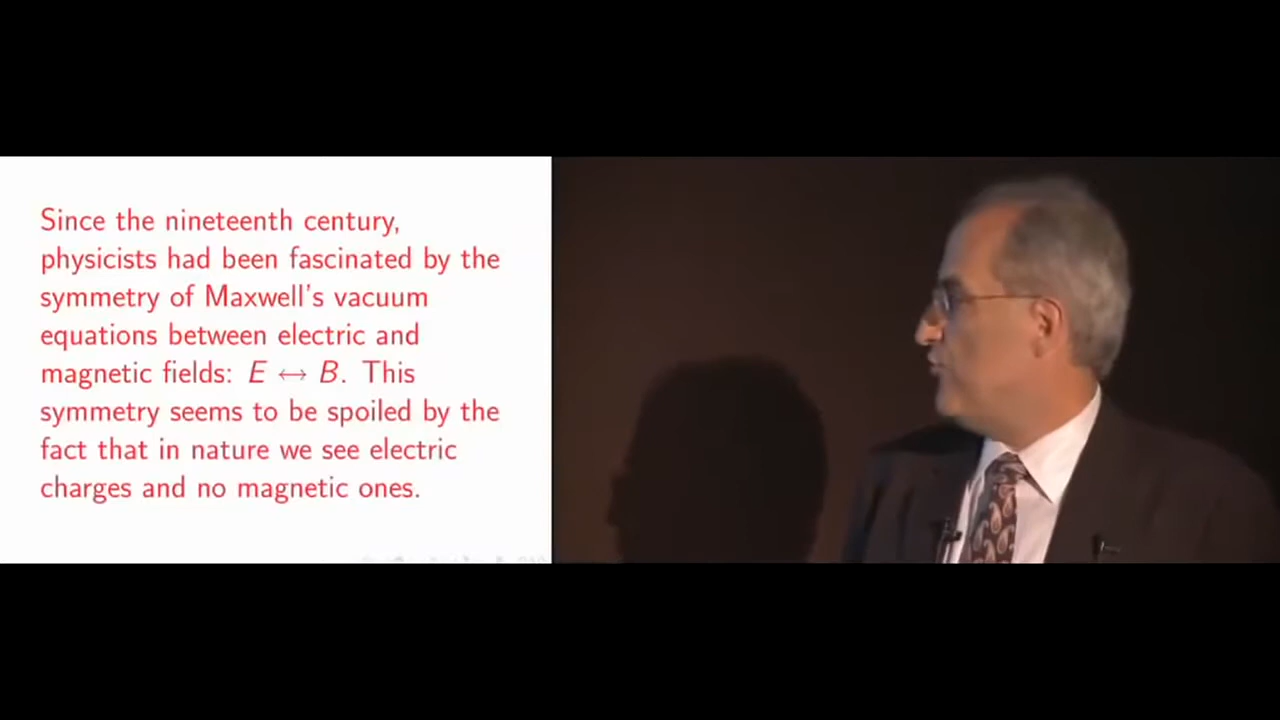 Since the nineteenth century,
physicists had been fascinated by the
symmetry of Maxwell's vacuum
equations between electric and
magnetic fields: E ↔ B. This
symmetry seems to be spoiled by the
fact that in nature we see electric
charges and no magnetic ones.